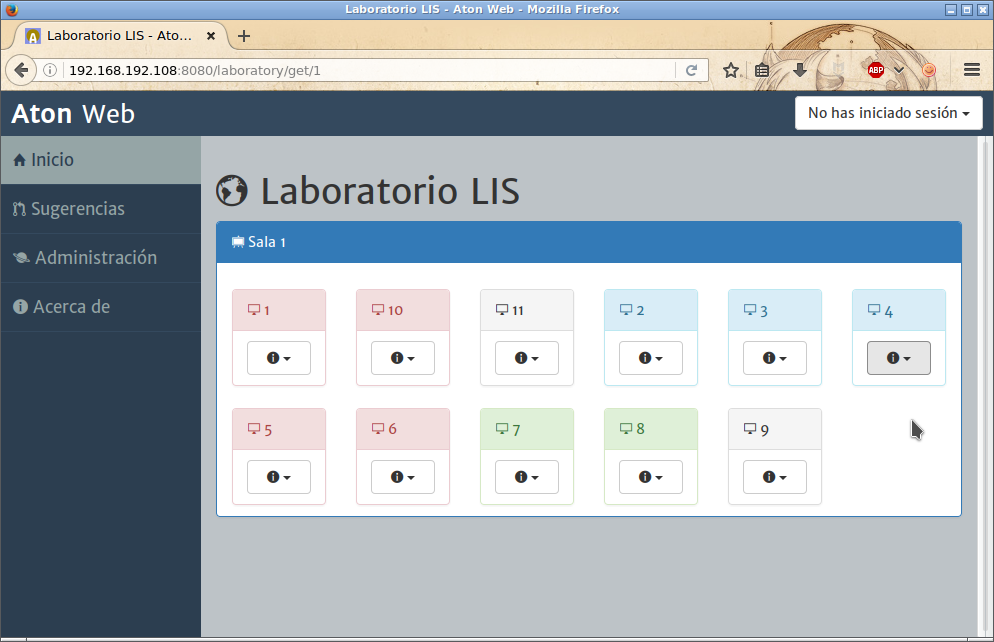 Laboratorio LIS - Aton Web - Mozilla Firefox
Laboratorio LIS - Ato...
192.168.192.108:8080/laboratory/get/1
ABP
Aton Web
No has iniciado sesión
Inicio
Sugerencias
Administración
Acerca de
Laboratorio LIS
Sala 1
1 10 11 2 3 4
5 6 7 8 9